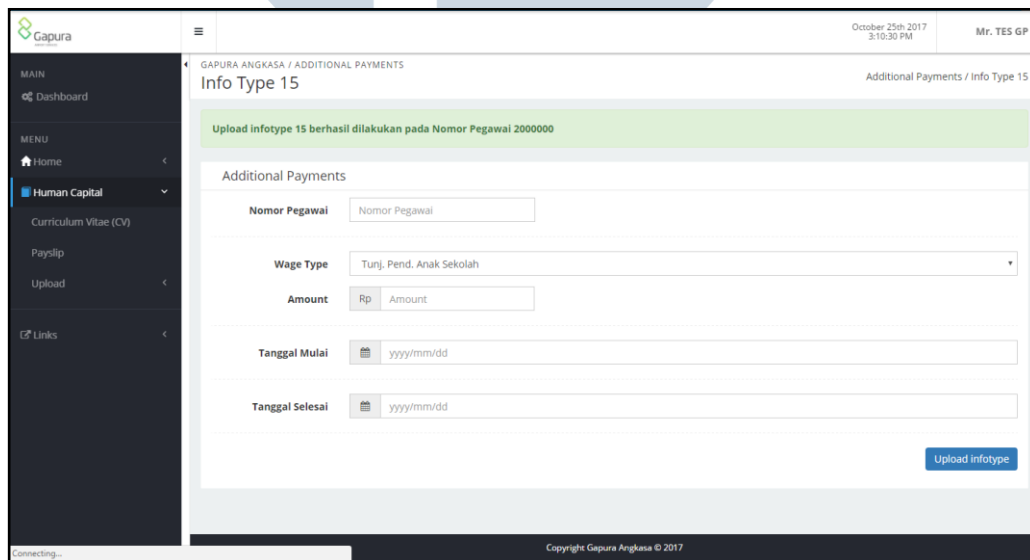 Gapura
October 25th 2017
3:10:30 PM
Mr. TES GP
MAIN
Dashboard
MENU
Home
Human Capital
Curriculum Vitae (CV)
Payslip
Upload
Links
GAPURA ANGKASA / ADDITIONAL PAYMENTS
Info Type 15
Additional Payments / Info Type 15
Upload infotype 15 berhasil dilakukan pada Nomor Pegawai 2000000
Additional Payments
Nomor Pegawai Nomor Pegawai
Wage Type Tunj. Pend. Anak Sekolah
Amount Rp Amount
Tanggal Mulai yyyy/mm/dd
Tanggal Selesai yyyy/mm/dd
Upload infotype
Connecting...
Copyright Gapura Angkasa © 2017